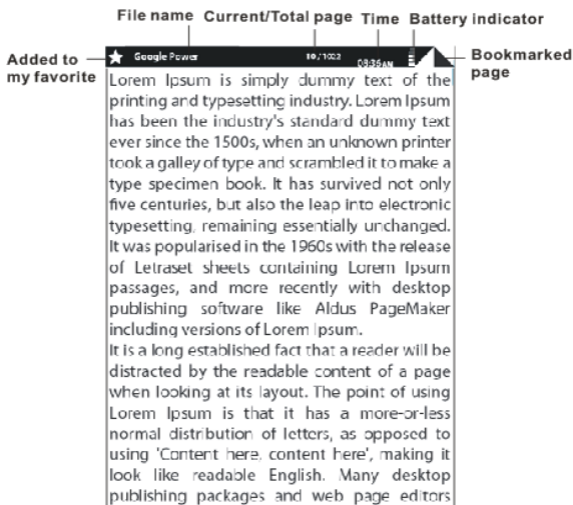 File name Current/Total page Time Battery indicator
Added to
my favorite
Bookmarked
page
Google Power 10/1022 08:35AM
Lorem Ipsum is simply dummy text of the
printing and typesetting industry. Lorem Ipsum
has been the industry's standard dummy text
ever since the 1500s, when an unknown printer
took a galley of type and scrambled it to make a
type specimen book. It has survived not only
five centuries, but also the leap into electronic
typesetting, remaining essentially unchanged.
It was popularised in the 1960s with the release
of Letraset sheets containing Lorem Ipsum
passages, and more recently with desktop
publishing software like Aldus PageMaker
including versions of Lorem Ipsum.
It is a long established fact that a reader will be
distracted by the readable content of a page
when looking at its layout. The point of using
Lorem Ipsum is that it has a more-or-less
normal distribution of letters, as opposed to
using 'Content here, content here', making it
look like readable English. Many desktop
publishing packages and web page editors